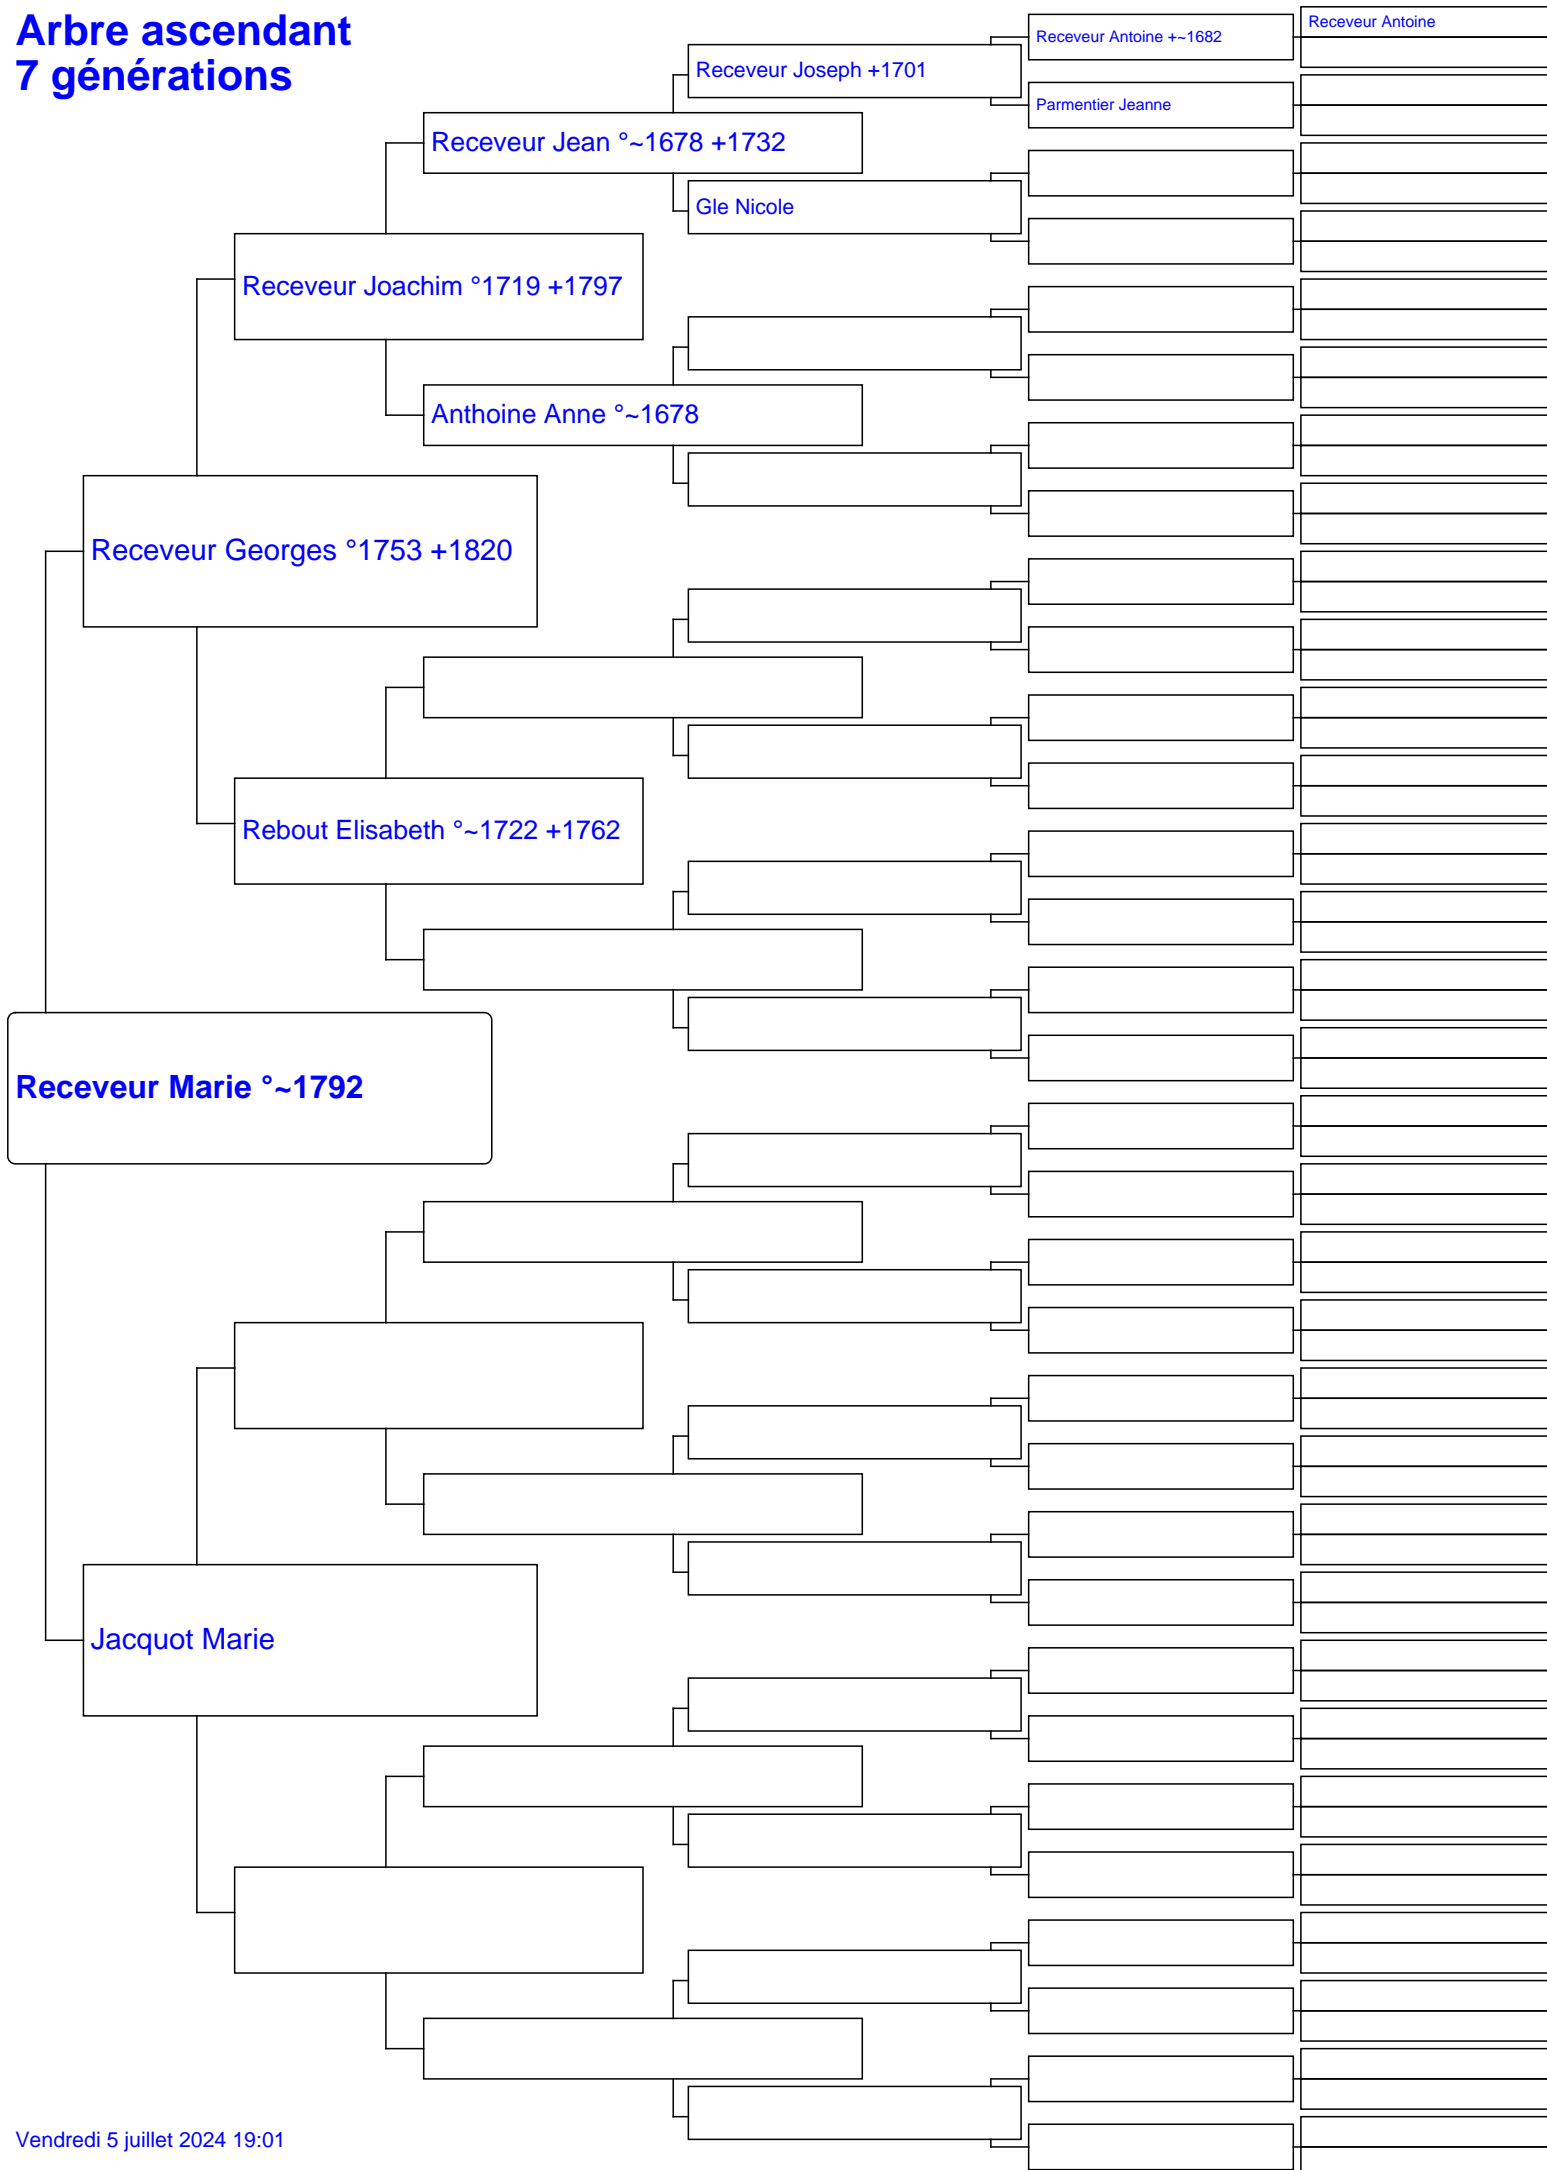 Arbre ascendant
7 générations
Receveur Antoine
Receveur Antoine +~1682
Receveur Joseph +1701
Parmentier Jeanne
Receveur Jean °~1678 +1732
Gle Nicole
Receveur Joachim °1719 +1797
Anthoine Anne °~1678
Receveur Georges °1753 +1820
Rebout Elisabeth °~1722 +1762
Receveur Marie °~1792
Jacquot Marie
Vendredi 5 juillet 2024 19:01